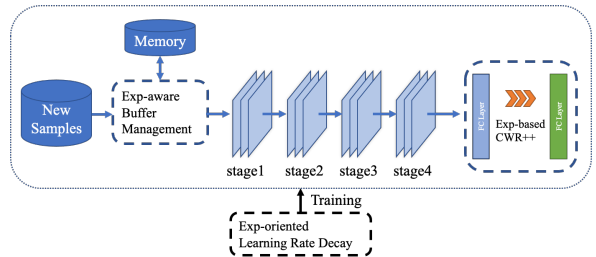 Memory
New
Samples
Exp-aware
Buffer
Management
stage1
stage2
stage3
stage4
FC Layer
Exp-based
CWR++
FC Layer
Training
Exp-oriented
Learning Rate Decay